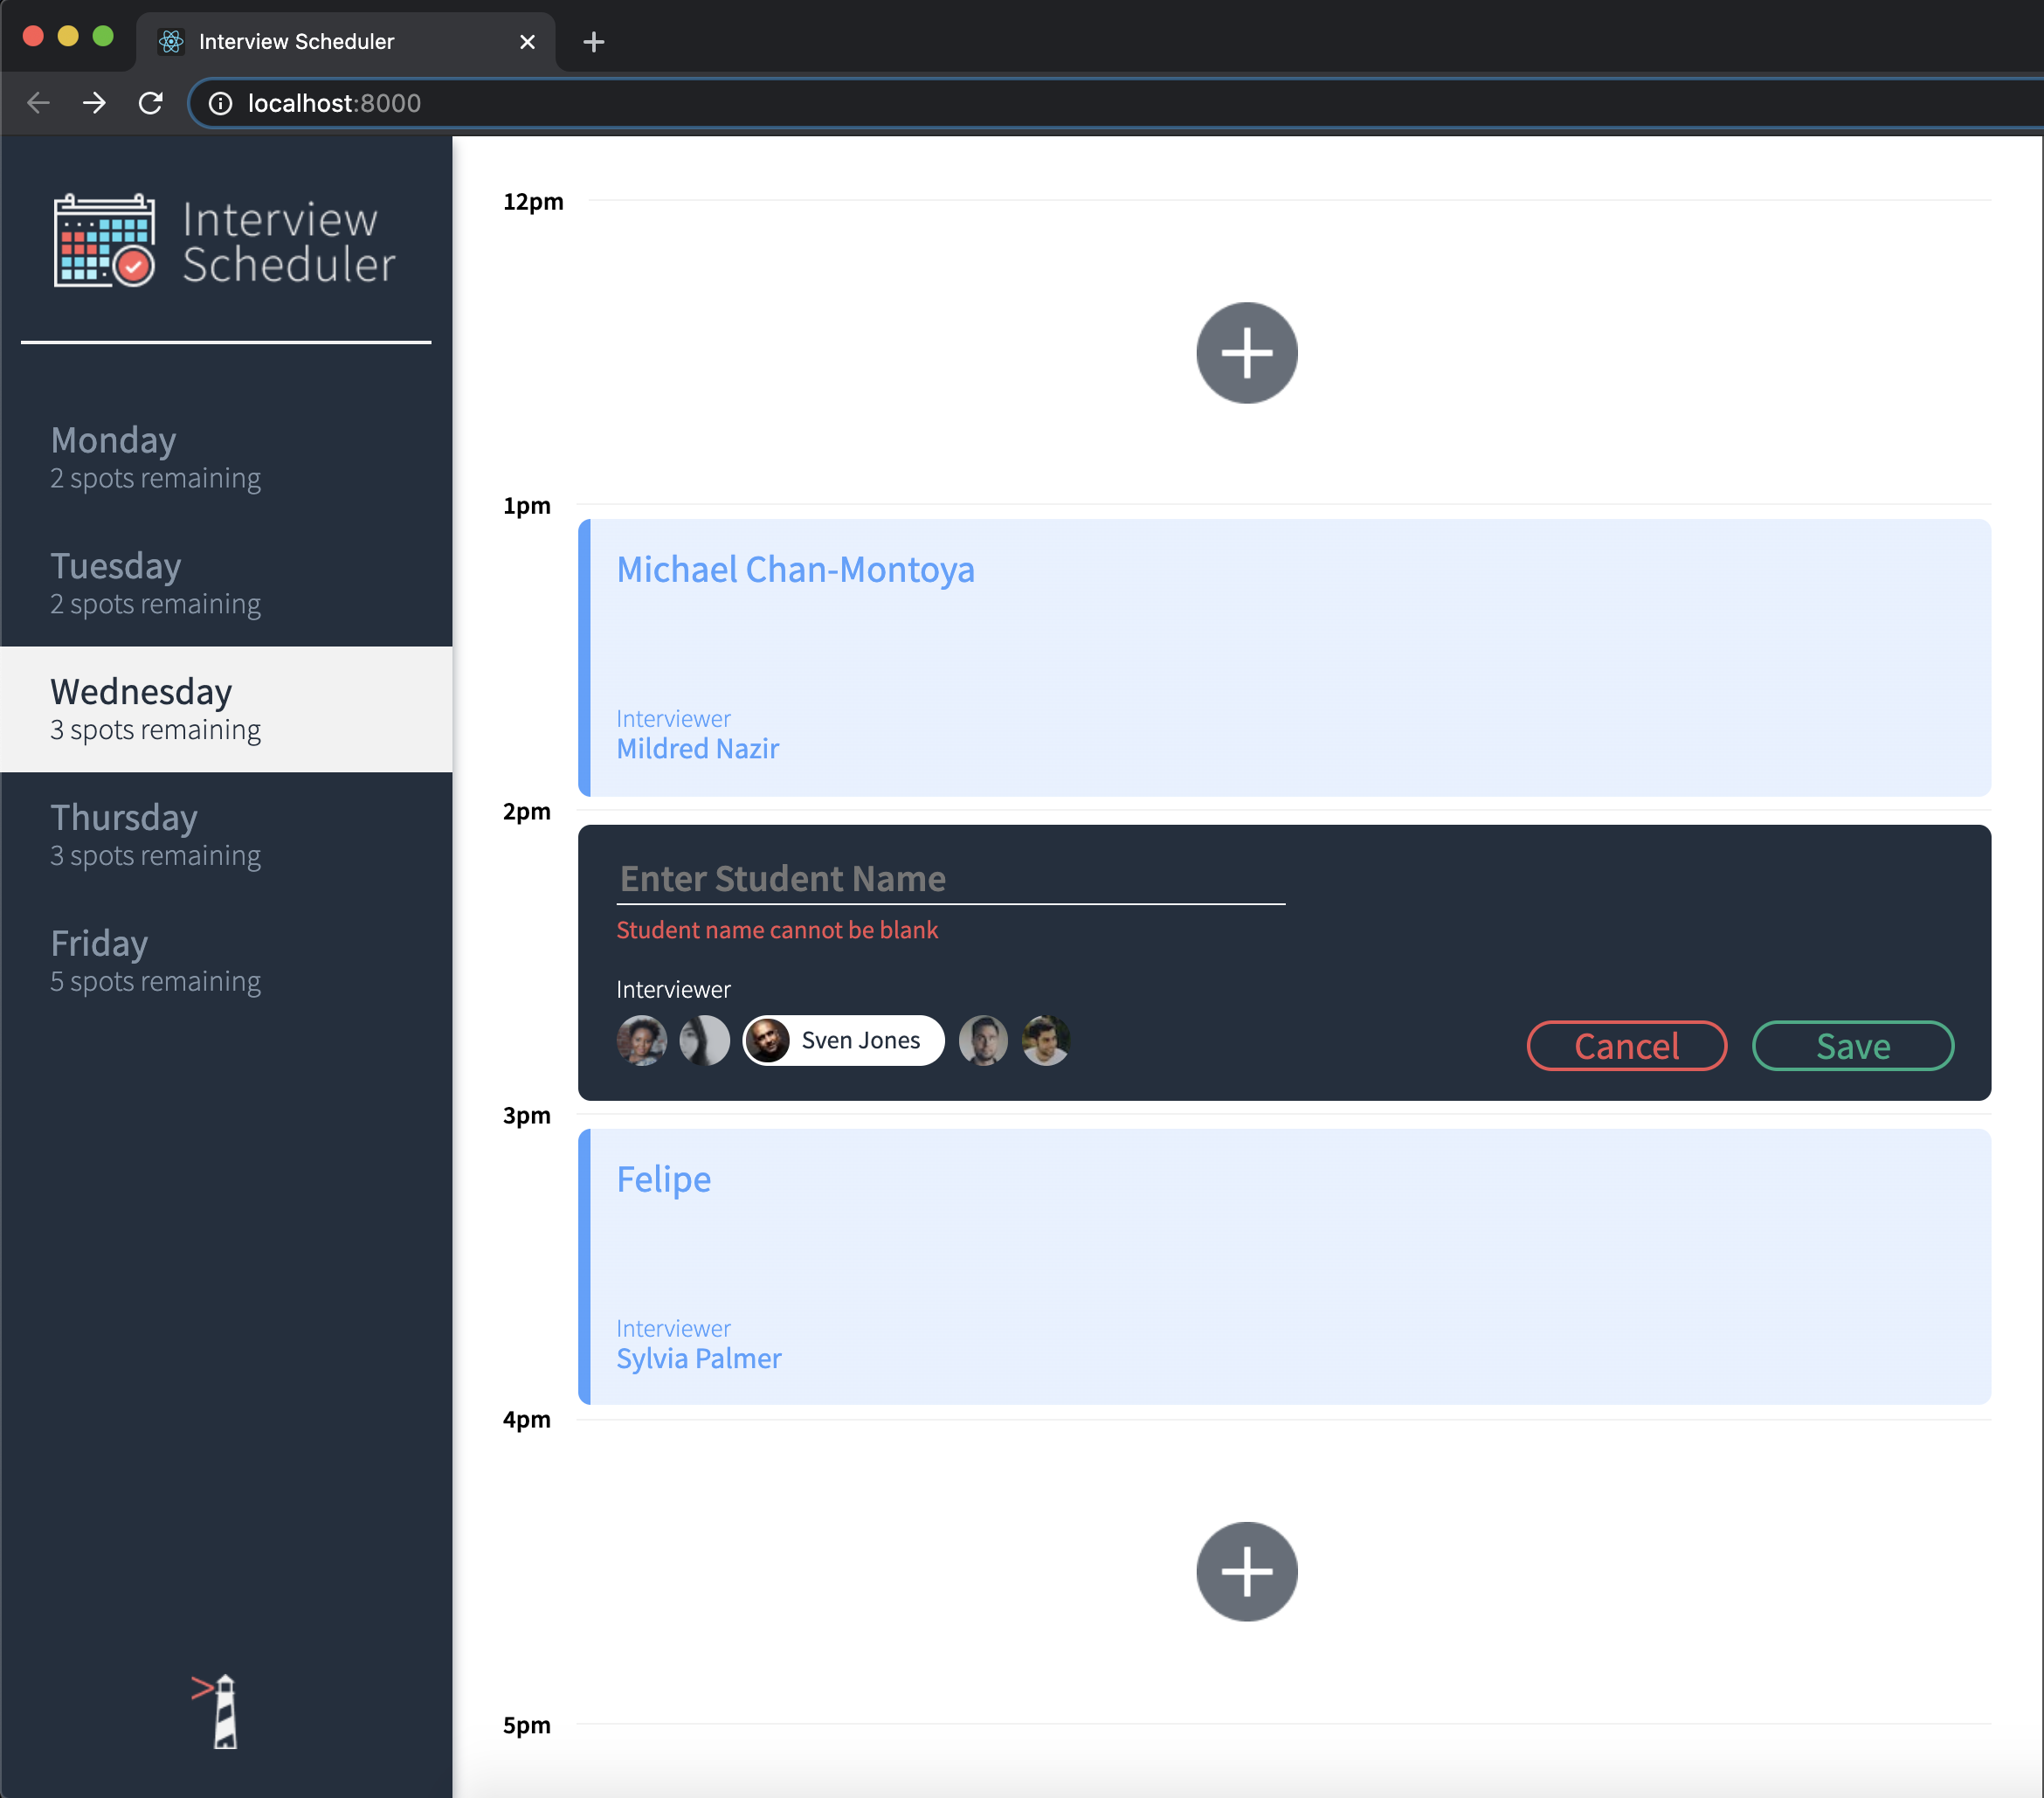 Interview Scheduler
localhost:8000
Interview
Scheduler
Monday
2 spots remaining
Tuesday
2 spots remaining
Wednesday
3 spots remaining
Thursday
3 spots remaining
Friday
5 spots remaining
12pm
1pm
Michael Chan-Montoya
Interviewer
Mildred Nazir
2pm
Enter Student Name
Student name cannot be blank
Interviewer
Sven Jones
Cancel
Save
3pm
Felipe
Interviewer
Sylvia Palmer
4pm
5pm